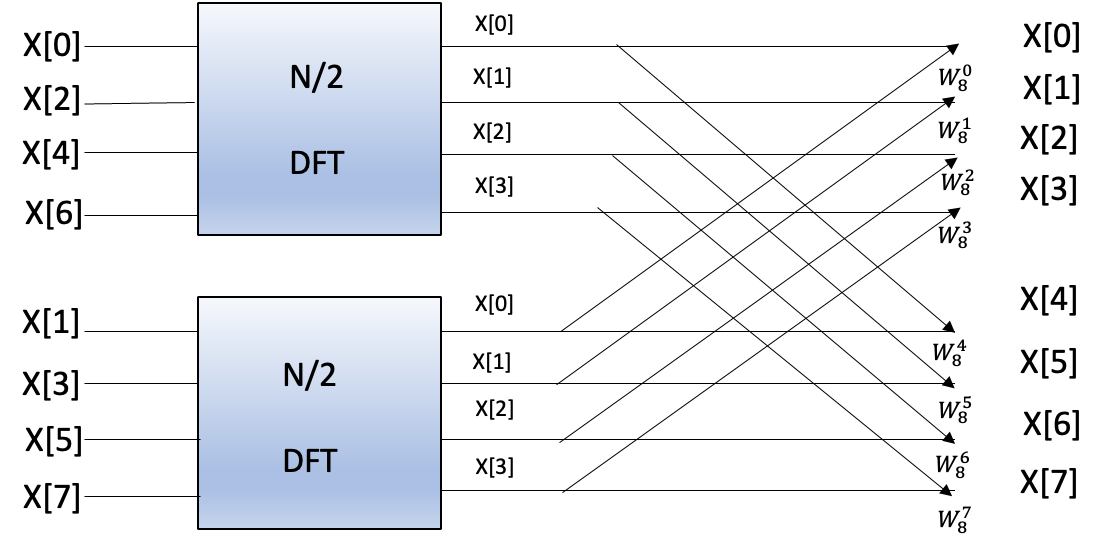 X[0]
X[2]
X[4]
X[6]
N/2
DFT
X[0]
X[1]
X[2]
X[3]
W₈⁰
W₈¹
W₈²
W₈³
X[0]
X[1]
X[2]
X[3]
X[1]
X[3]
X[5]
X[7]
N/2
DFT
X[0]
X[1]
X[2]
X[3]
W₈⁴
W₈⁵
W₈⁶
W₈⁷
X[4]
X[5]
X[6]
X[7]